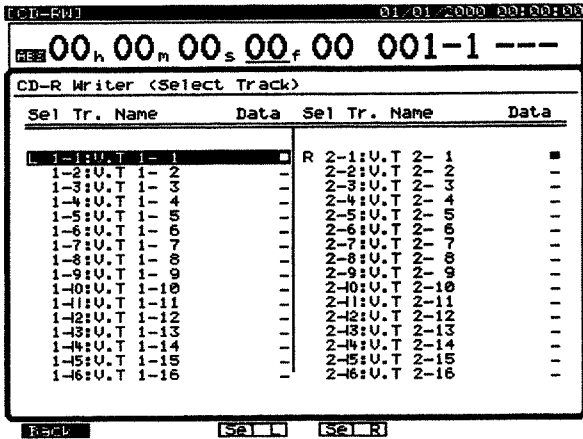 [CD-RW] 01/01/2000 00:00:00
ABS 00h 00m 00s 00f 00 001-1 ---
CD-R Writer (Select Track)
Sel Tr. Name Data Sel Tr. Name Data
L 1-1:V.T 1- 1 R 2-1:V.T 2- 1
1-2:V.T 1- 2 – 2-2:V.T 2- 2 –
1-3:V.T 1- 3 – 2-3:V.T 2- 3 –
1-4:V.T 1- 4 – 2-4:V.T 2- 4 –
1-5:V.T 1- 5 – 2-5:V.T 2- 5 –
1-6:V.T 1- 6 – 2-6:V.T 2- 6 –
1-7:V.T 1- 7 – 2-7:V.T 2- 7 –
1-8:V.T 1- 8 – 2-8:V.T 2- 8 –
1-9:V.T 1- 9 – 2-9:V.T 2- 9 –
1-10:V.T 1-10 – 2-10:V.T 2-10 –
1-11:V.T 1-11 – 2-11:V.T 2-11 –
1-12:V.T 1-12 – 2-12:V.T 2-12 –
1-13:V.T 1-13 – 2-13:V.T 2-13 –
1-14:V.T 1-14 – 2-14:V.T 2-14 –
1-15:V.T 1-15 – 2-15:V.T 2-15 –
1-16:V.T 1-16 – 2-16:V.T 2-16 –
Back Sel L Sel R